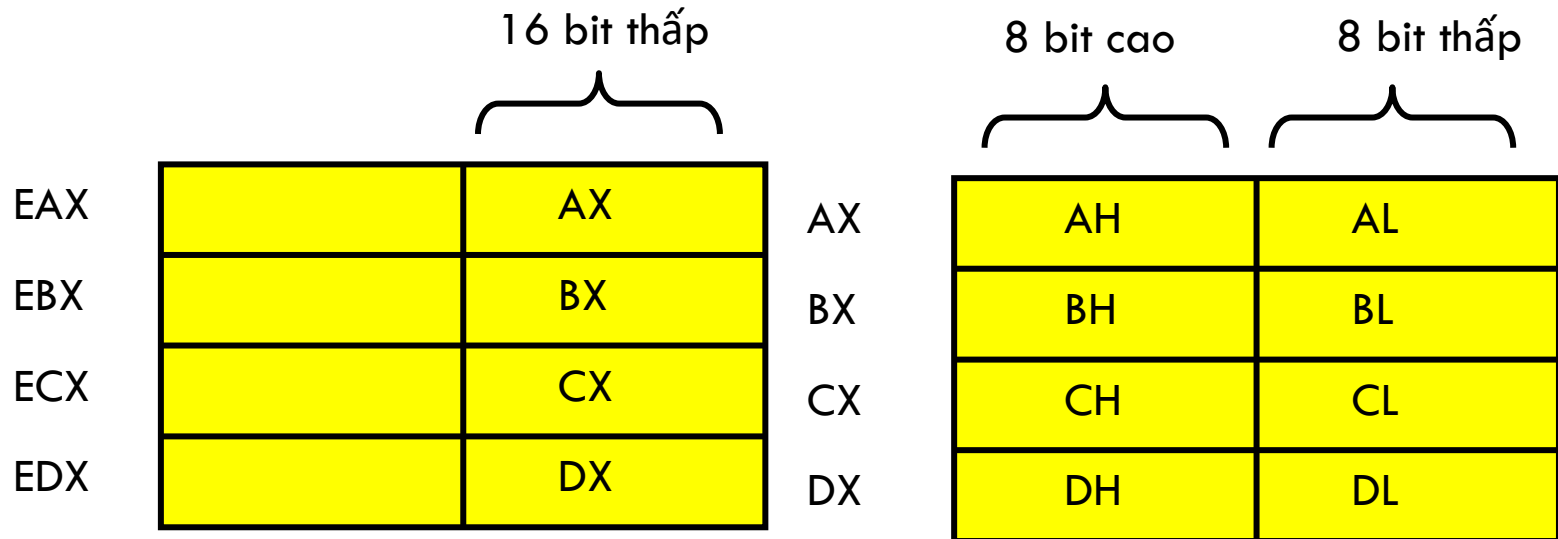 16 bit thấp
8 bit cao 8 bit thấp
EAX AX
EBX BX
ECX CX
EDX DX
AX AH AL
BX BH BL
CX CH CL
DX DH DL